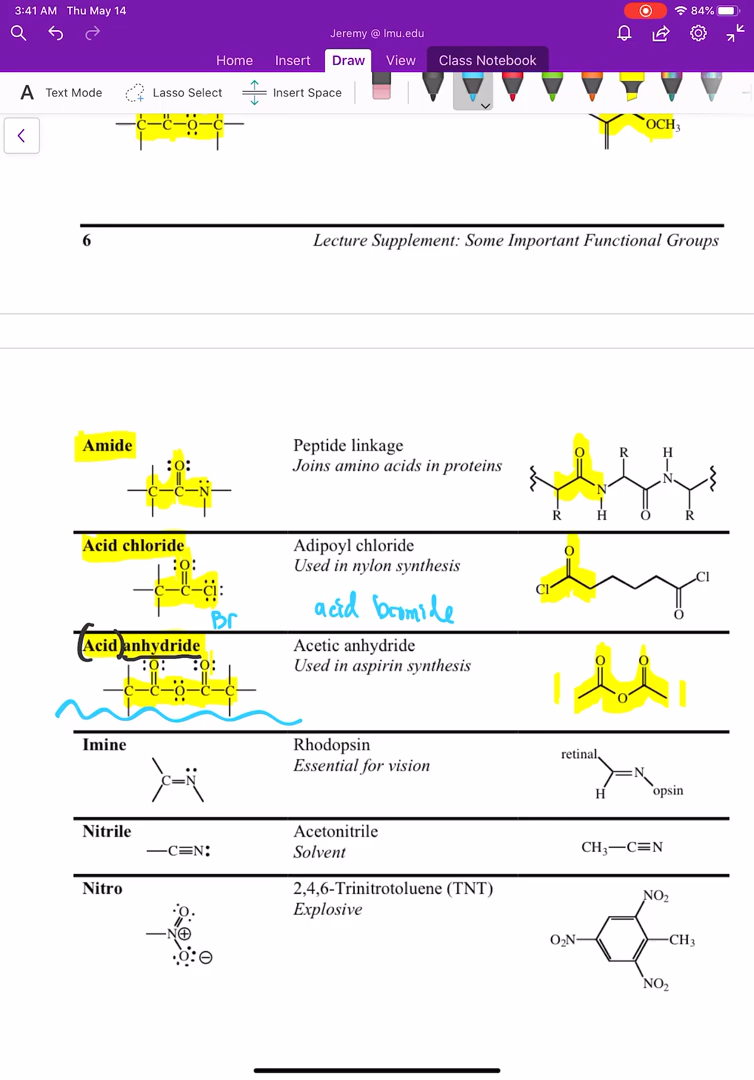 3:41 AM Thu May 14
84%
Jeremy @ lmu.edu
Home Insert Draw View Class Notebook
A Text Mode Lasso Select Insert Space
C C O C
OCH3
6 Lecture Supplement: Some Important Functional Groups
Amide
Peptide linkage
Joins amino acids in proteins
:O:
C C N
O R H
N N
R H O R
Acid chloride
Adipoyl chloride
Used in nylon synthesis
:O:
C C Cl:
Br
acid bromide
O
Cl Cl
O
(Acid) anhydride
Acetic anhydride
Used in aspirin synthesis
:O: :O:
C C O C C
O O
O
Imine
Rhodopsin
Essential for vision
C=N
retinal
=N
H opsin
Nitrile
Acetonitrile
Solvent
—C≡N:
CH3—C≡N
Nitro
2,4,6-Trinitrotoluene (TNT)
Explosive
O
—N⊕
O ⊖
NO2
O2N CH3
NO2